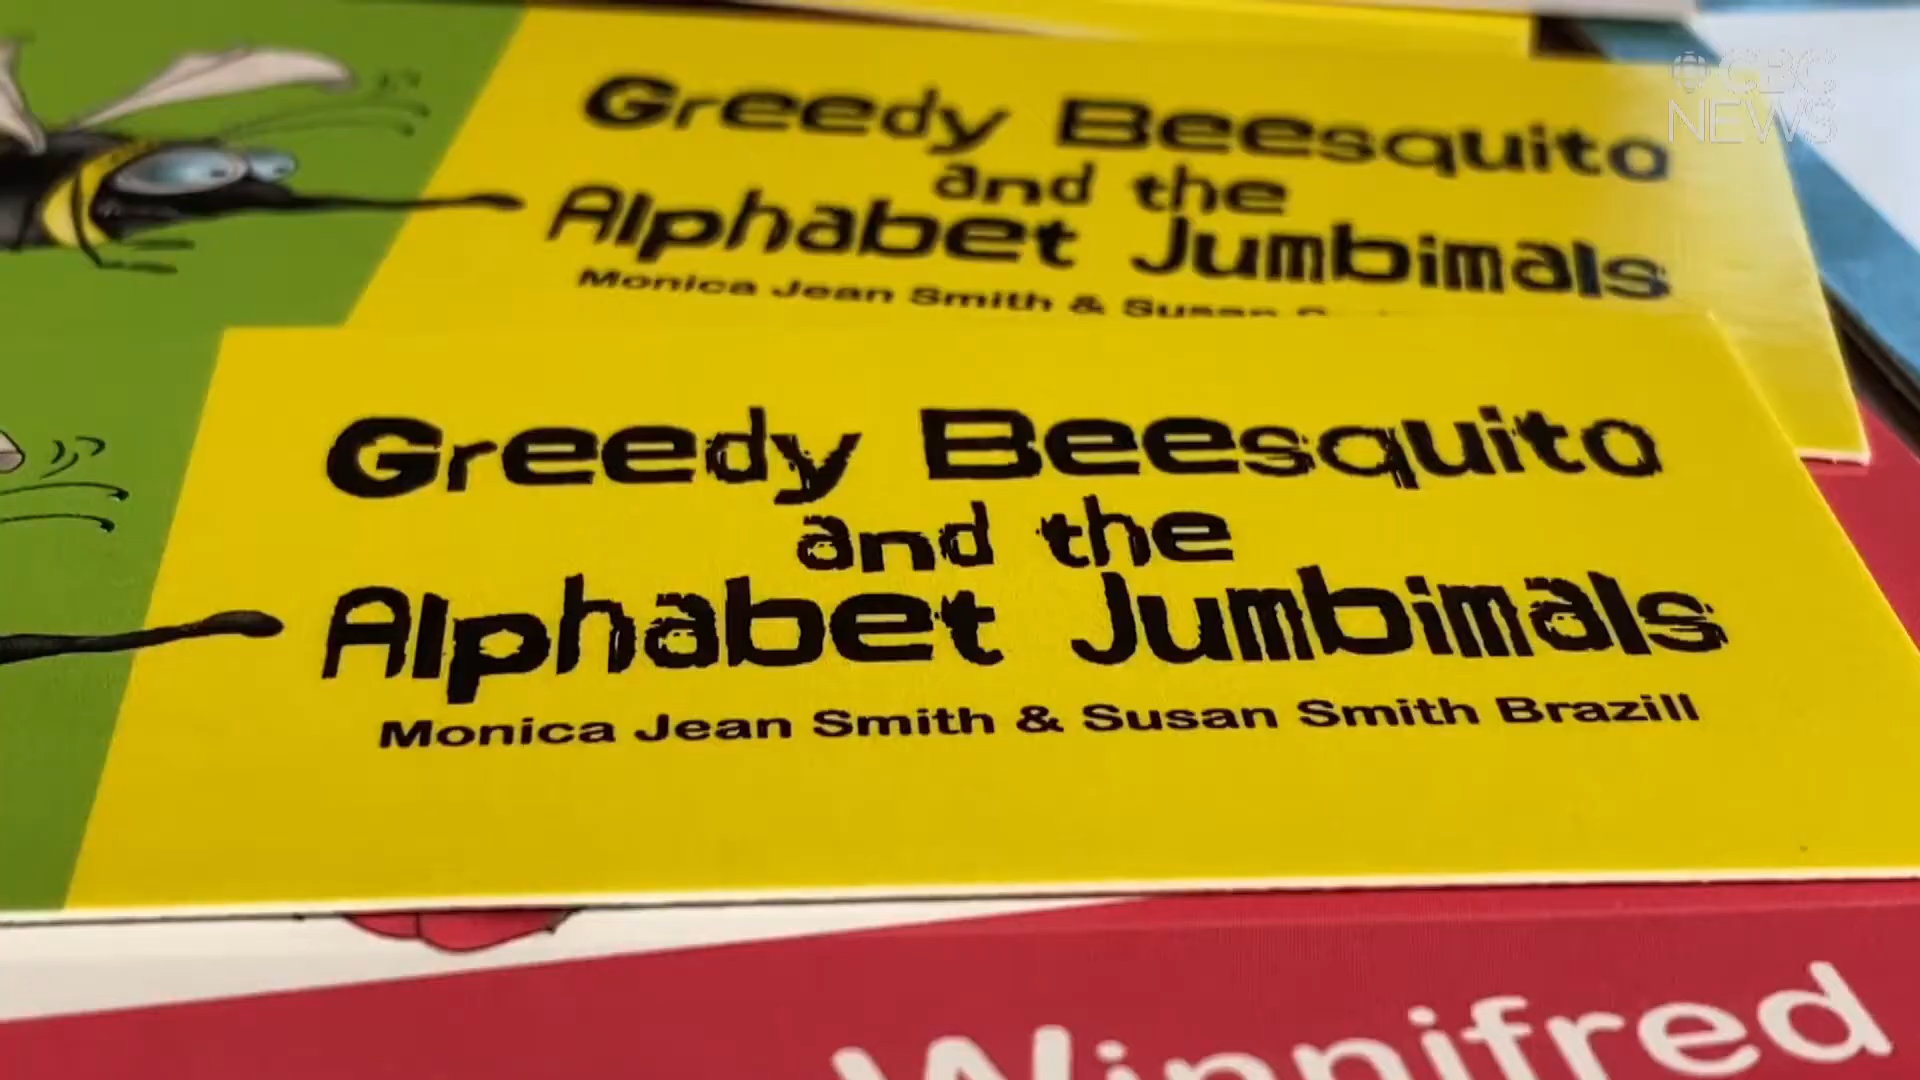 CBC
NEWS
Greedy Beesquito
and the
Alphabet Jumbimals
Monica Jean Smith & Susan
Greedy Beesquito
and the
Alphabet Jumbimals
Monica Jean Smith & Susan Smith Brazill
Winnifred